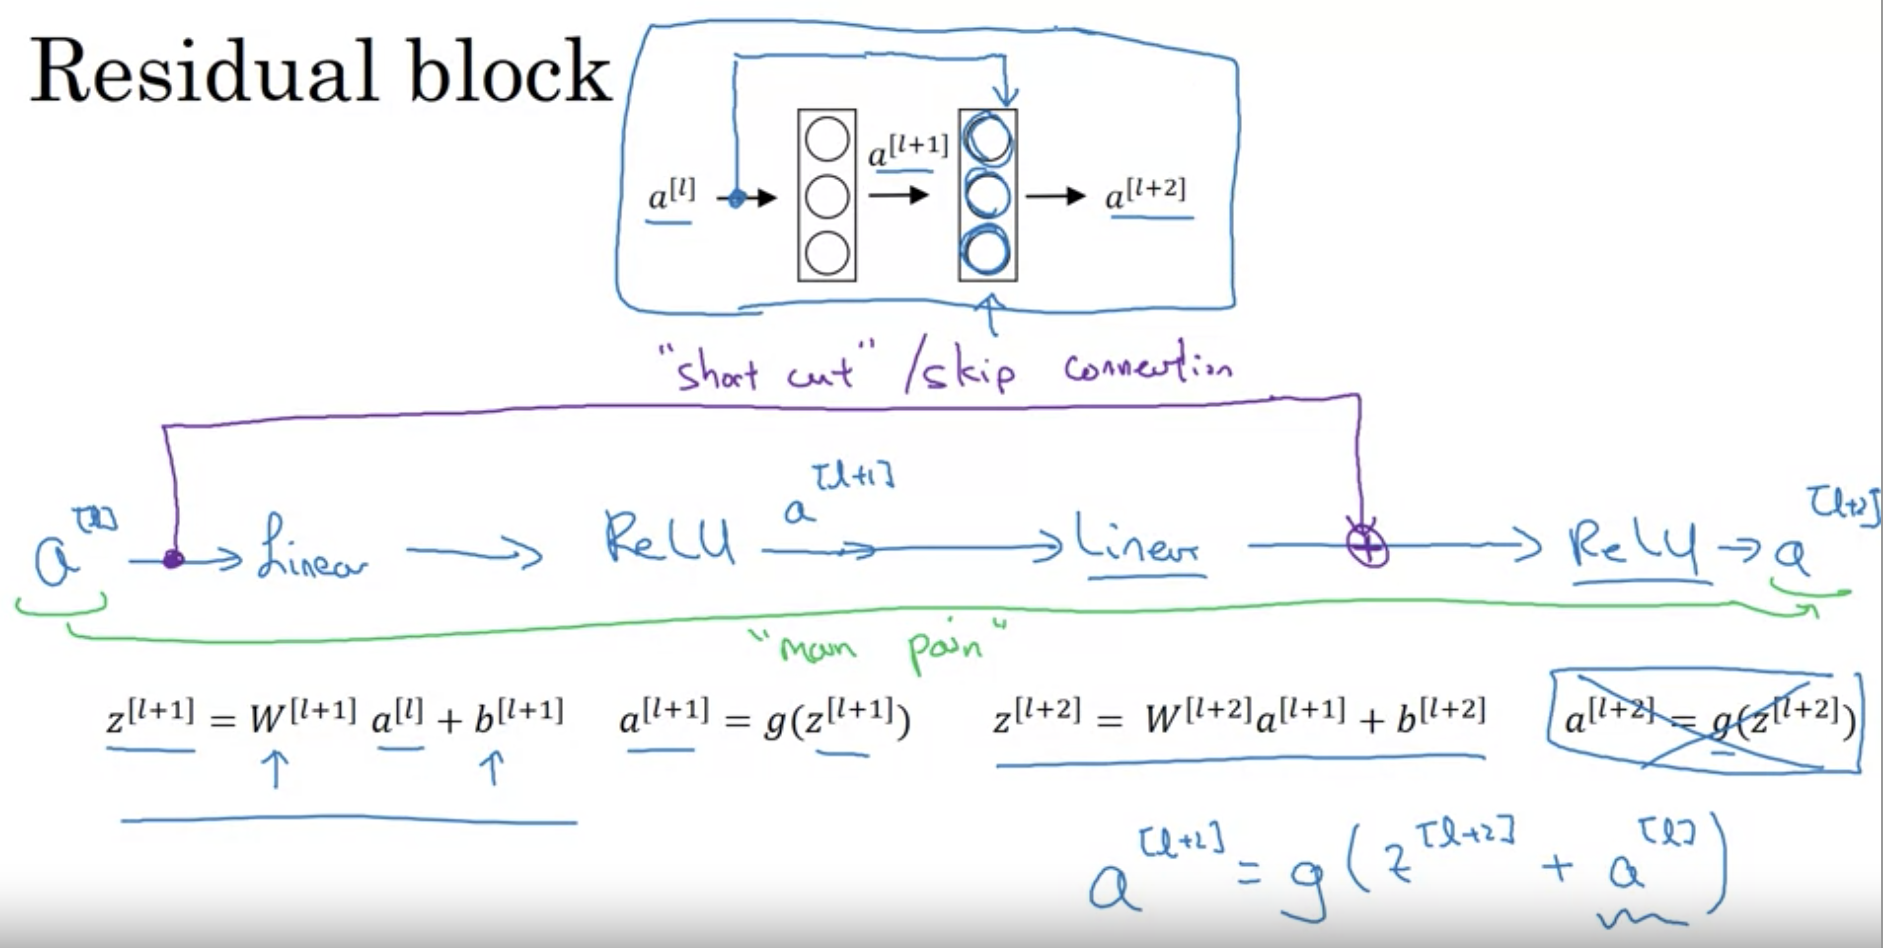 Residual block
a^[l]
a^[l+1]
a^[l+2]
"short cut" / skip connection
a^[l] → Linear → ReLU a^[l+1] → Linear → ⊕ → ReLU → a^[l+2]
"main path"
z^[l+1] = W^[l+1] a^[l] + b^[l+1] a^[l+1] = g(z^[l+1]) z^[l+2] = W^[l+2]a^[l+1] + b^[l+2] a^[l+2] = g(z^[l+2])
a^[l+2] = g(z^[l+2] + a^[l])